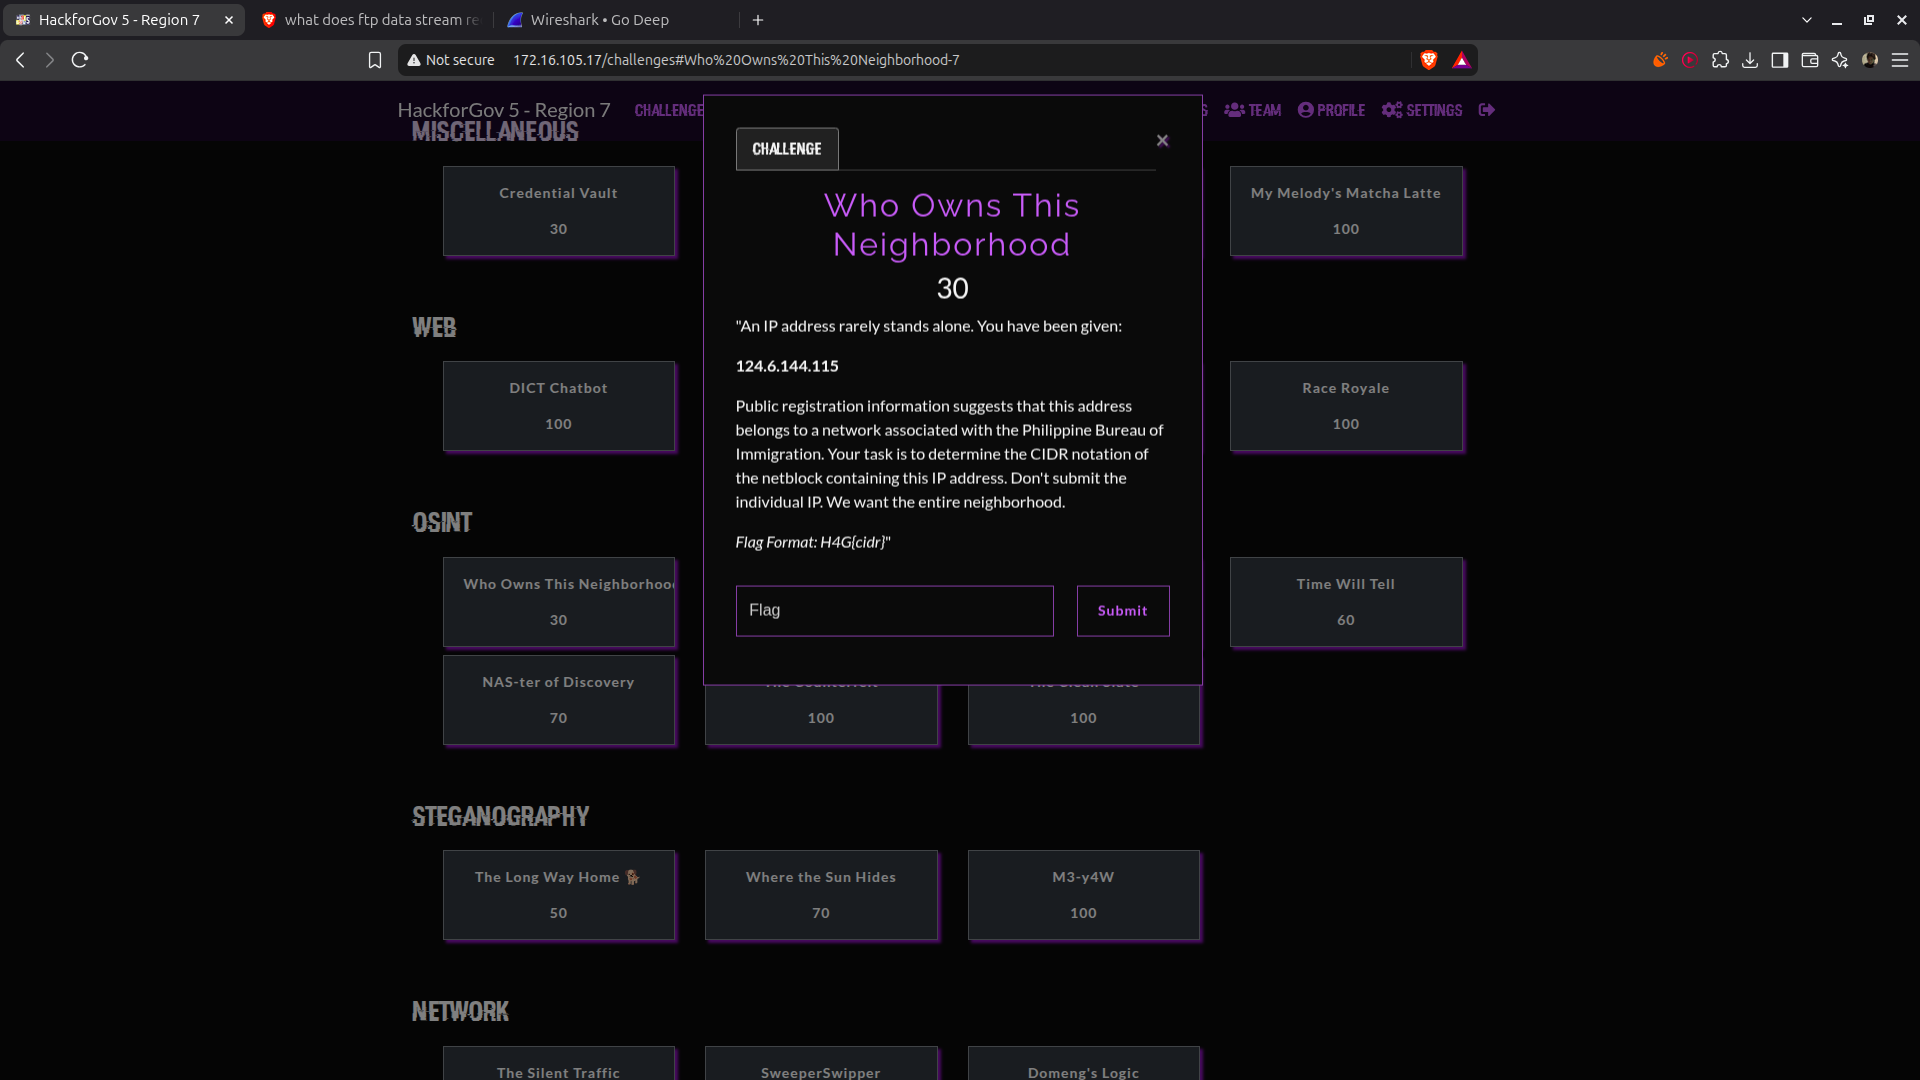 HackforGov 5 - Region 7
what does ftp data stream re
Wireshark • Go Deep
Not secure
172.16.105.17/challenges#Who%20Owns%20This%20Neighborhood-7
HackforGov 5 - Region 7
CHALLENGE
TEAM
PROFILE
SETTINGS
MISCELLANEOUS
Credential Vault
30
My Melody's Matcha Latte
100
CHALLENGE
×
Who Owns This
Neighborhood
30
"An IP address rarely stands alone. You have been given:
124.6.144.115
Public registration information suggests that this address
belongs to a network associated with the Philippine Bureau of
Immigration. Your task is to determine the CIDR notation of
the netblock containing this IP address. Don't submit the
individual IP. We want the entire neighborhood.
Flag Format: H4G{cidr}"
Flag
Submit
WEB
DICT Chatbot
100
Race Royale
100
OSINT
Who Owns This Neighborhoo
30
Time Will Tell
60
NAS-ter of Discovery
70
100
100
STEGANOGRAPHY
The Long Way Home 🐕
50
Where the Sun Hides
70
M3-y4W
100
NETWORK
The Silent Traffic
SweeperSwipper
Domeng's Logic